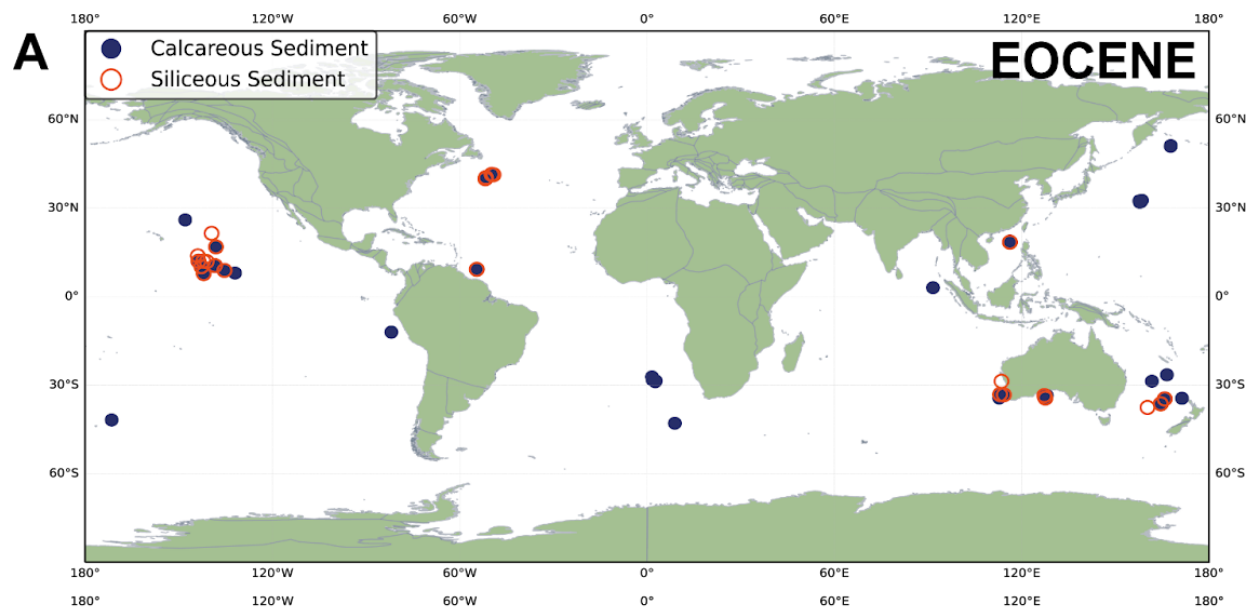 180° 120°W 60°W 0° 60°E 120°E 180°
A
Calcareous Sediment
Siliceous Sediment
EOCENE
60°N 60°N
30°N 30°N
0° 0°
30°S 30°S
60°S 60°S
180° 120°W 60°W 0° 60°E 120°E 180°
180° 120°W 60°W 0° 60°E 120°E 180°